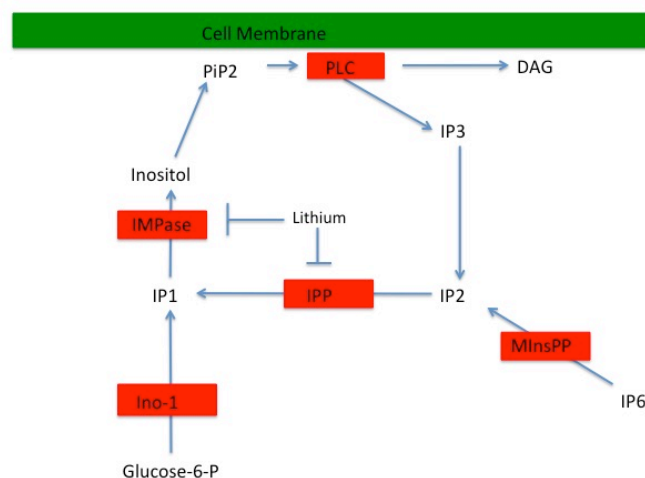 Cell Membrane
PiP2
PLC
DAG
IP3
Inositol
IMPase
Lithium
IP1
IPP
IP2
MInsPP
Ino-1
IP6
Glucose-6-P